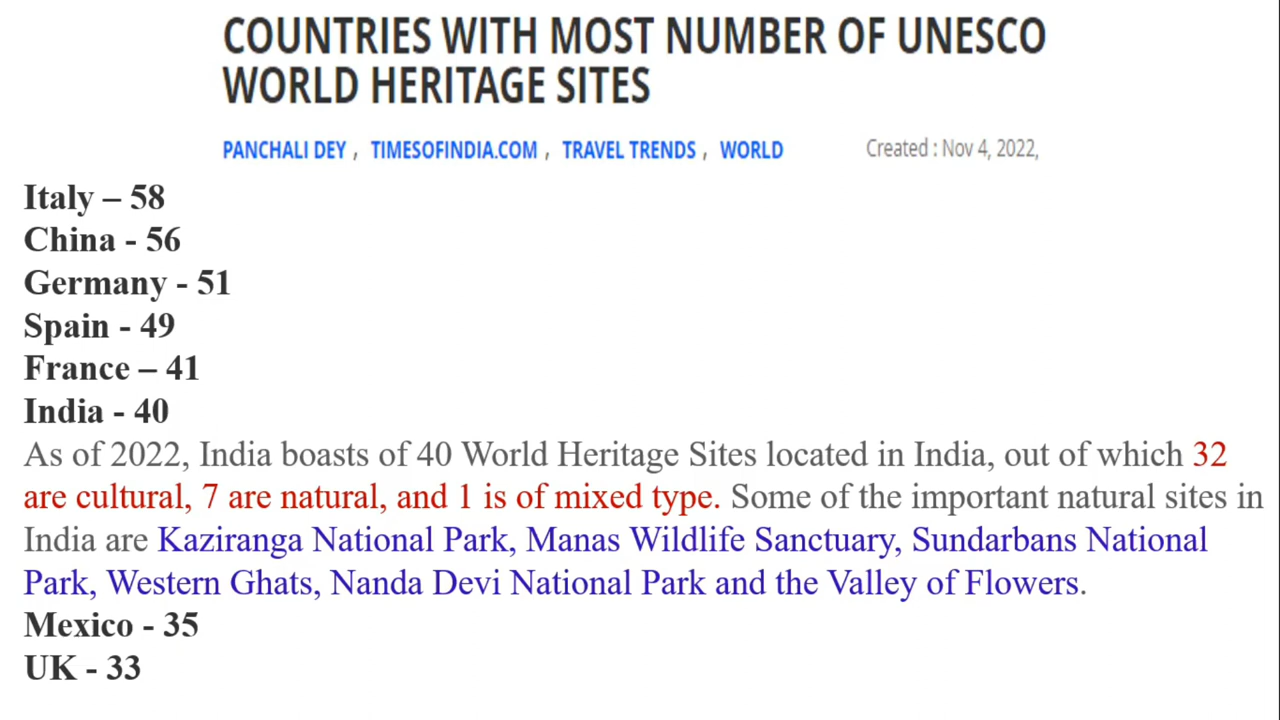 COUNTRIES WITH MOST NUMBER OF UNESCO
WORLD HERITAGE SITES
PANCHALI DEY , TIMESOFINDIA.COM , TRAVEL TRENDS , WORLD Created : Nov 4, 2022,
Italy – 58
China - 56
Germany - 51
Spain - 49
France – 41
India - 40
As of 2022, India boasts of 40 World Heritage Sites located in India, out of which 32
are cultural, 7 are natural, and 1 is of mixed type. Some of the important natural sites in
India are Kaziranga National Park, Manas Wildlife Sanctuary, Sundarbans National
Park, Western Ghats, Nanda Devi National Park and the Valley of Flowers.
Mexico - 35
UK - 33